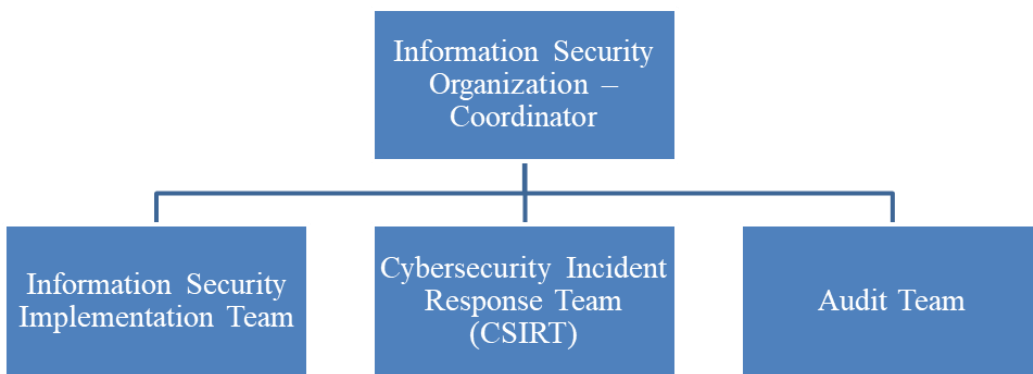 Information Security
Organization –
Coordinator
Information Security
Implementation Team
Cybersecurity Incident
Response Team
(CSIRT)
Audit Team